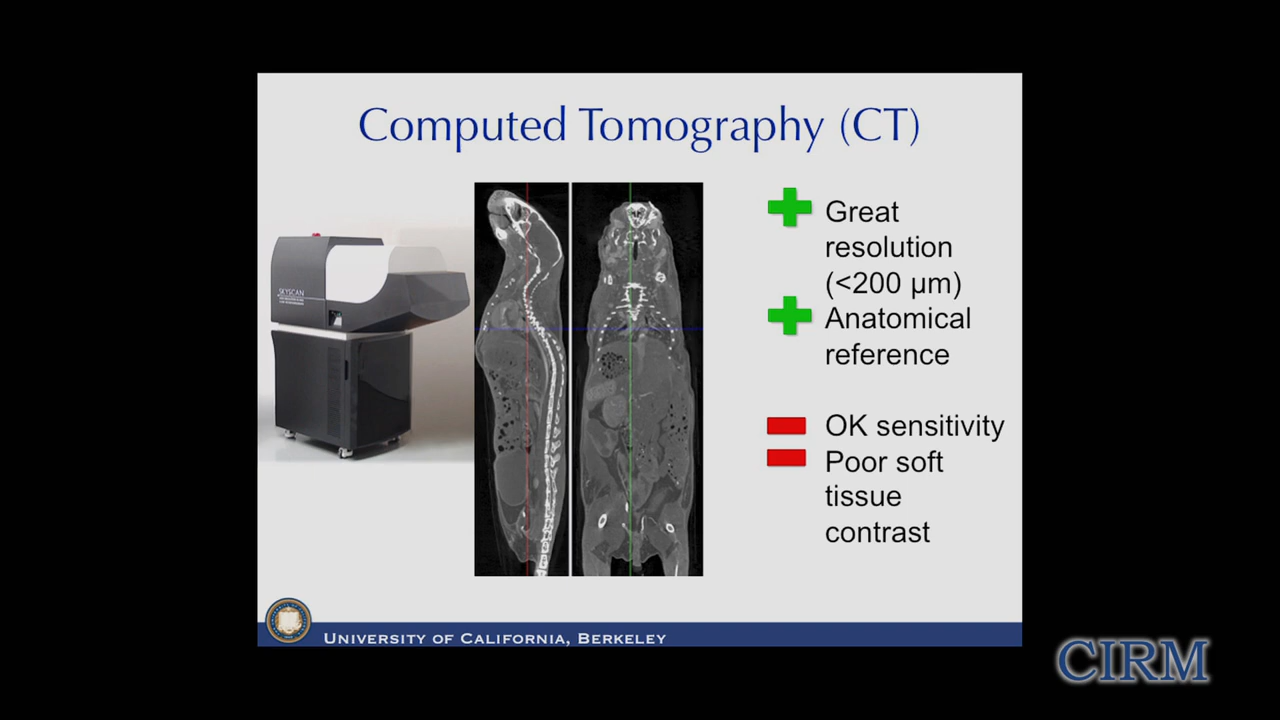 Computed Tomography (CT)
SKYSCAN
Great
resolution
(<200 µm)
Anatomical
reference
OK sensitivity
Poor soft
tissue
contrast
UNIVERSITY OF CALIFORNIA, BERKELEY
CIRM